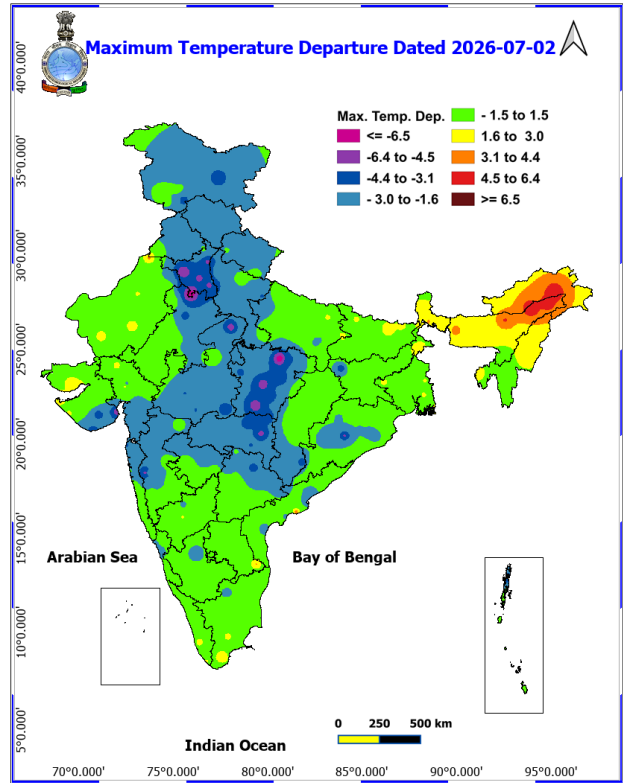 Maximum Temperature Departure Dated 2026-07-02
Max. Temp. Dep.
<= -6.5
-6.4 to -4.5
-4.4 to -3.1
- 3.0 to -1.6
- 1.5 to 1.5
1.6 to 3.0
3.1 to 4.4
4.5 to 6.4
>= 6.5
40°0.000'
35°0.000'
30°0.000'
25°0.000'
20°0.000'
15°0.000'
10°0.000'
5°0.000'
Arabian Sea
Bay of Bengal
Indian Ocean
0 250 500 km
70°0.000' 75°0.000' 80°0.000' 85°0.000' 90°0.000' 95°0.000'